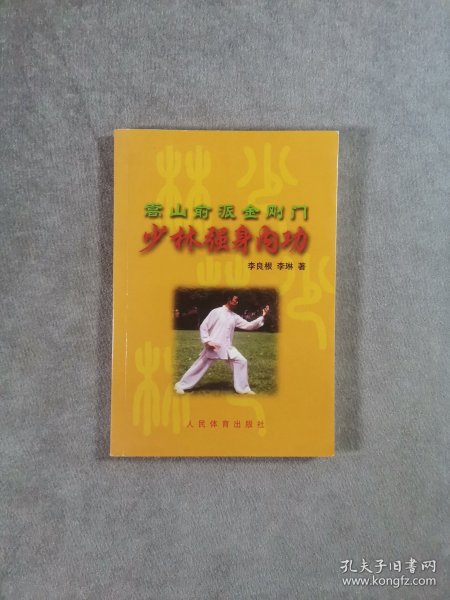 嵩山俞派金刚门
少林短身内功
李良根 李琳 著
人民体育出版社
孔夫子旧书网
www.kongfz.com